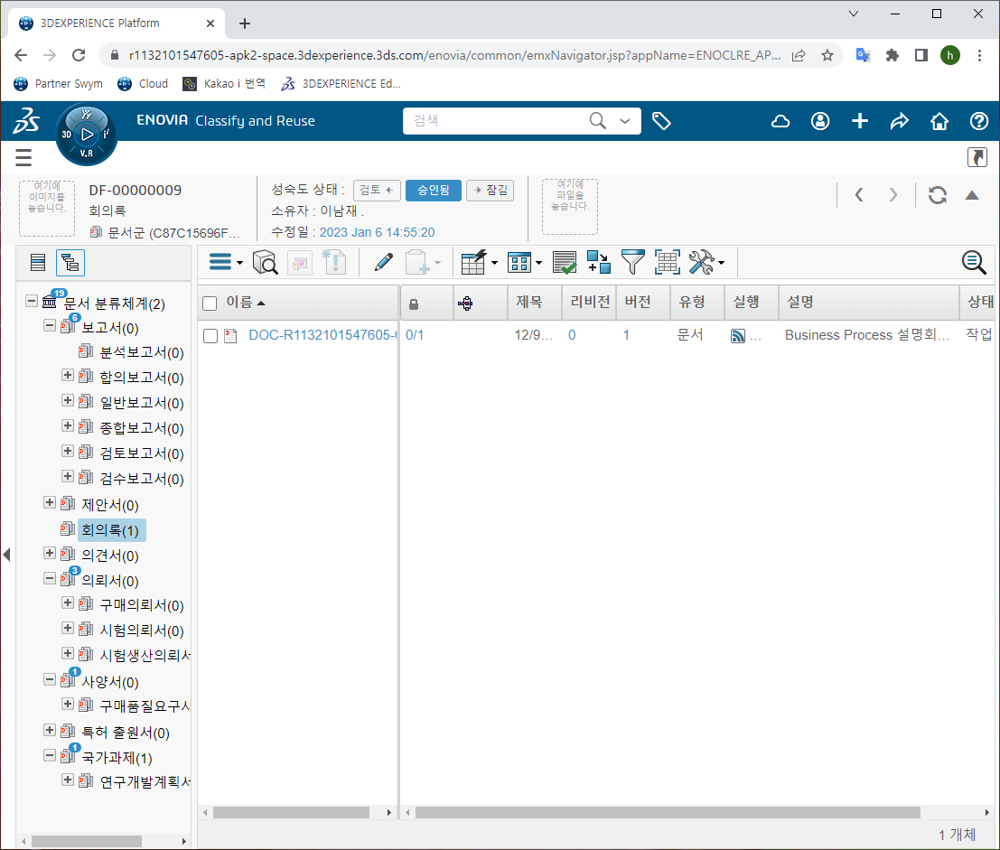 3DEXPERIENCE Platform
r1132101547605-apk2-space.3dexperience.3ds.com/enovia/common/emxNavigator.jsp?appName=ENOCLRE_AP...
h
Partner Swym Cloud Kakao i 번역 3DEXPERIENCE Ed...
3D V.R
ENOVIA Classify and Reuse
검색
여기에
이미지를
놓습니다.
DF-00000009
회의록
문서군 (C87C15696F...
성숙도 상태 : 검토 승인됨 잠김
소유자 : 이남재 .
수정일 : 2023 Jan 6 14:55:20
여기에
파일을
놓습니다.
19
문서 분류체계(2)
6
보고서(0)
분석보고서(0)
합의보고서(0)
일반보고서(0)
종합보고서(0)
검토보고서(0)
검수보고서(0)
제안서(0)
회의록(1)
의견서(0)
3
의뢰서(0)
구매의뢰서(0)
시험의뢰서(0)
시험생산의뢰서
1
사양서(0)
구매품질요구사
특허 출원서(0)
1
국가과제(1)
연구개발계획서
이름 제목 리비전 버전 유형 실행 설명 상태
DOC-R1132101547605- 0/1 12/9... 0 1 문서 ... Business Process 설명회... 작업
1 개체